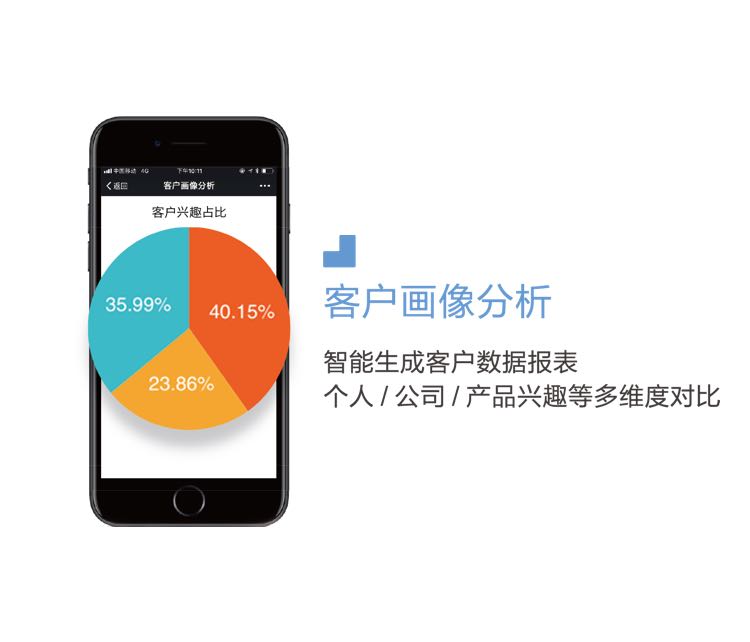 中国移动 4G 下午10:11
返回 客户画像分析
客户兴趣占比
35.99%
40.15%
23.86%
客户画像分析
智能生成客户数据报表
个人 / 公司 / 产品兴趣等多维度对比